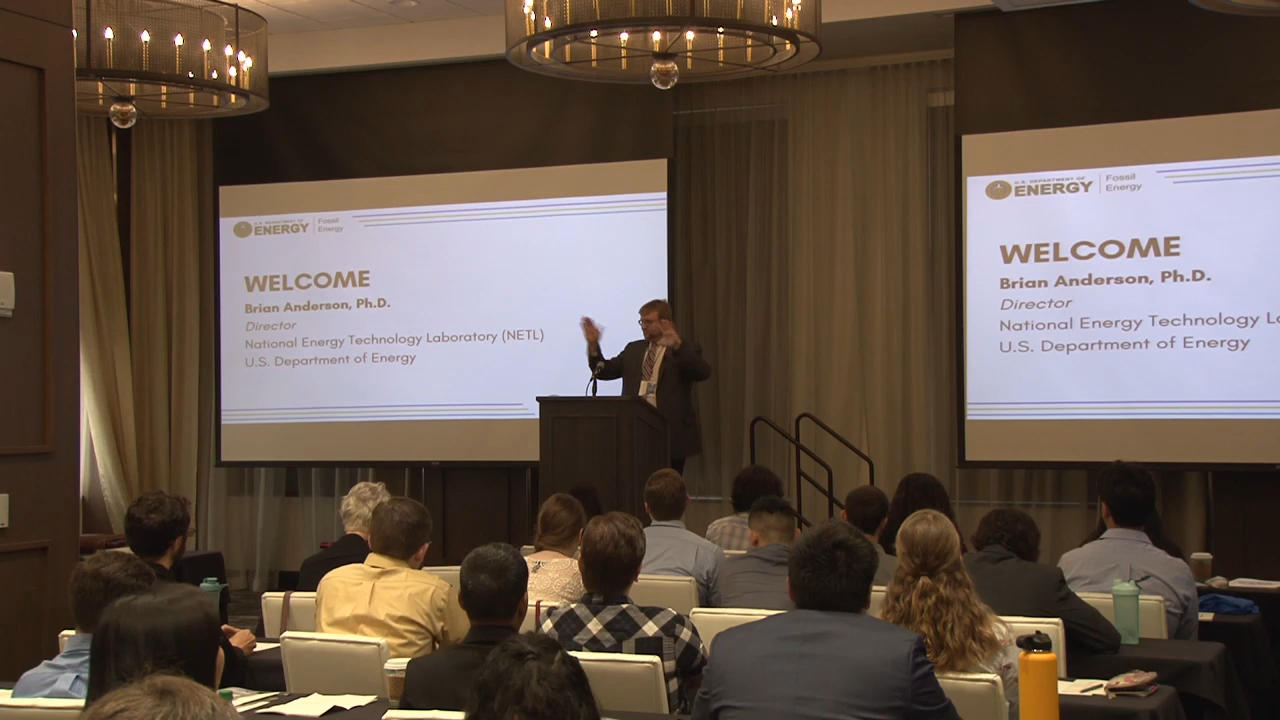 U.S. DEPARTMENT OF
ENERGY
Fossil
Energy
WELCOME
Brian Anderson, Ph.D.
Director
National Energy Technology Laboratory (NETL)
U.S. Department of Energy
U.S. DEPARTMENT OF
ENERGY
Fossil
Energy
WELCOME
Brian Anderson, Ph.D.
Director
National Energy Technology L
U.S. Department of Energy